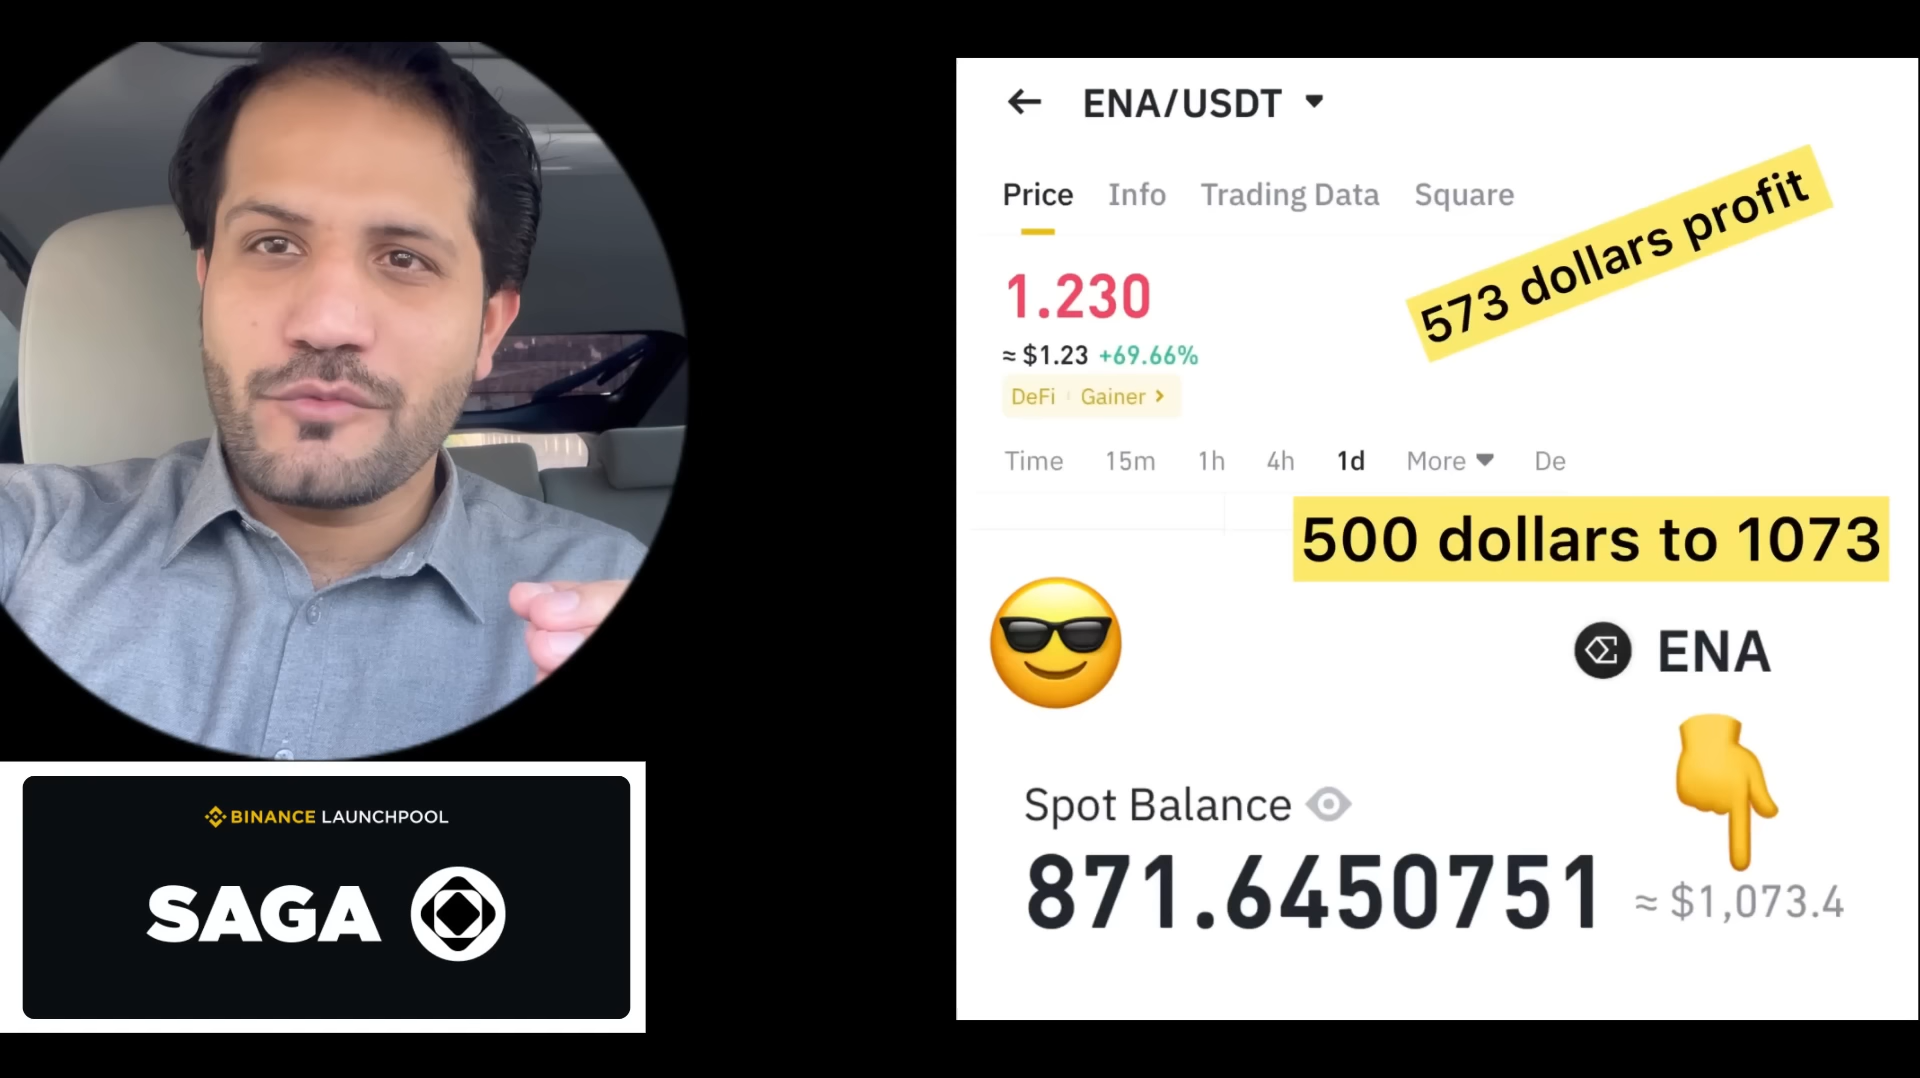 ENA/USDT
Price Info Trading Data Square
573 dollars profit
1.230
≈ $1.23 +69.66%
DeFi Gainer
Time 15m 1h 4h 1d More De
500 dollars to 1073
ENA
Spot Balance
871.6450751 ≈ $1,073.4
BINANCE LAUNCHPOOL
SAGA